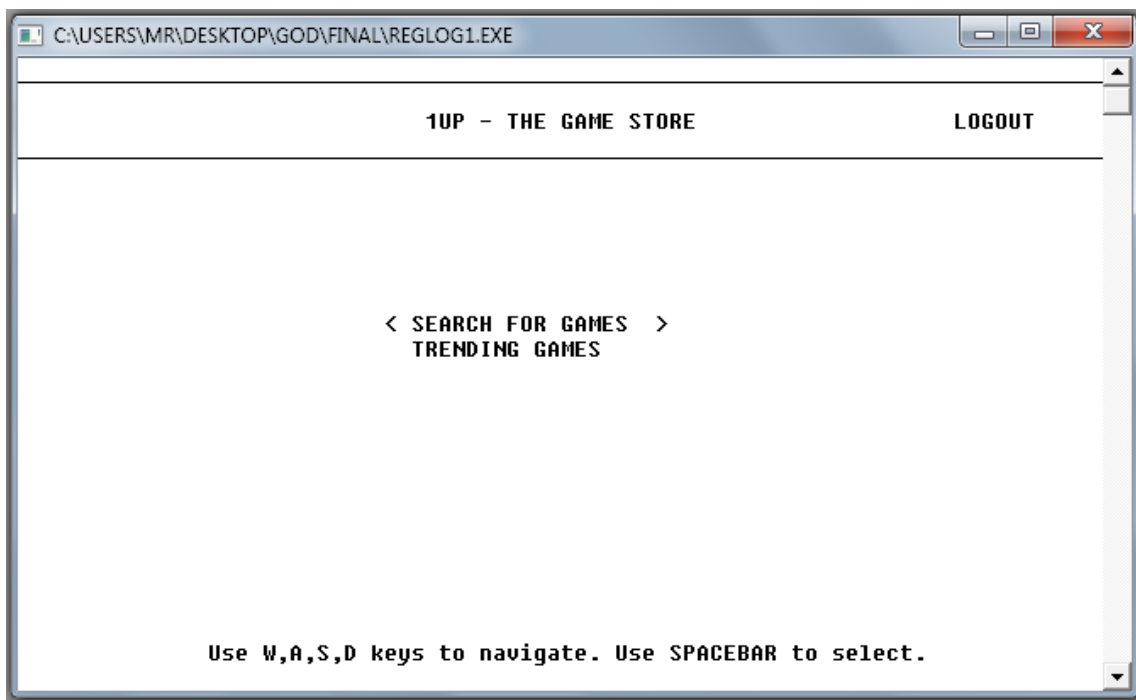 C:\USERS\MR\DESKTOP\GOD\FINAL\REGLOG1.EXE
1UP - THE GAME STORE LOGOUT
< SEARCH FOR GAMES >
TRENDING GAMES
Use W,A,S,D keys to navigate. Use SPACEBAR to select.